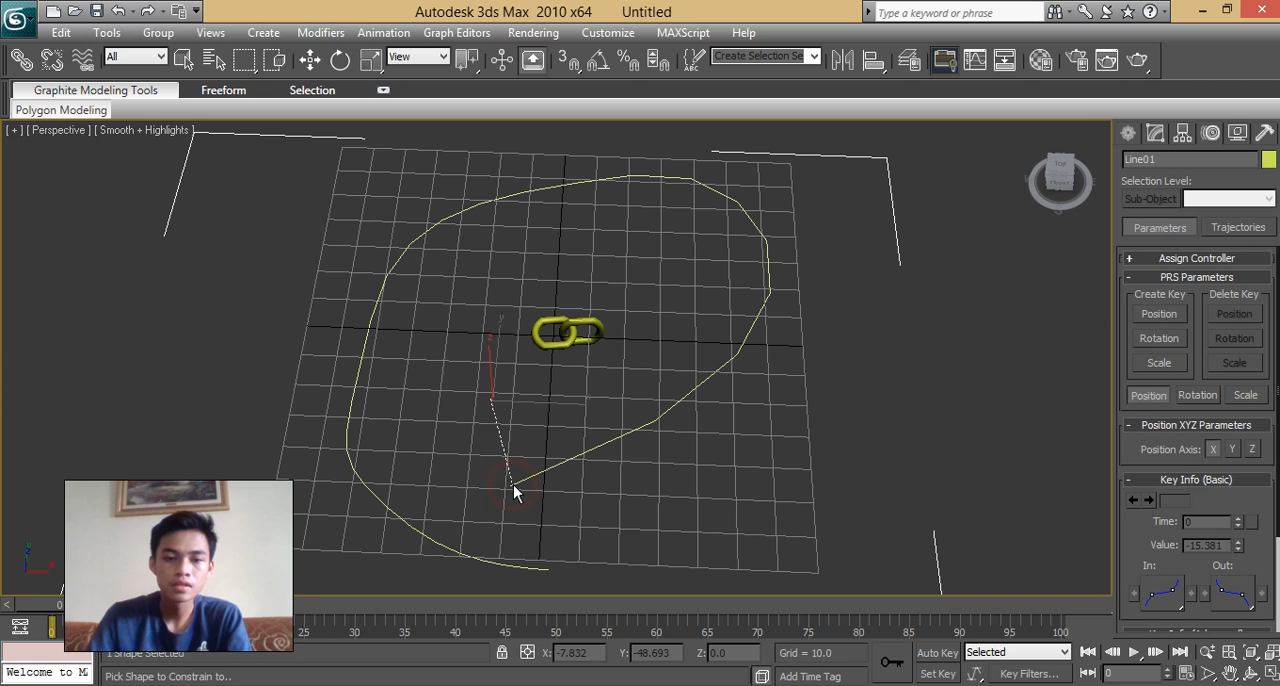 Autodesk 3ds Max 2010 x64 Untitled
Type a keyword or phrase
Edit Tools Group Views Create Modifiers Animation Graph Editors Rendering Customize MAXScript Help
All View Create Selection Se
Graphite Modeling Tools Freeform Selection
Polygon Modeling
[ + ] [ Perspective ] [ Smooth + Highlights ]
Line01
Selection Level:
Sub-Object
Parameters Trajectories
+ Assign Controller
- PRS Parameters
Create Key Delete Key
Position Position
Rotation Rotation
Scale Scale
Position Rotation Scale
- Position XYZ Parameters
Position Axis: X Y Z
- Key Info (Basic)
Time: 0
Value: -15.381
In: Out:
25 30 35 40 45 50 55 60 65 70 75 80 85 90 95 100
1 Shape Selected X: -7.832 Y: -48.693 Z: 0.0 Grid = 10.0 Auto Key Selected
Welcome to M Pick Shape to Constrain to.. Add Time Tag Set Key Key Filters... 0